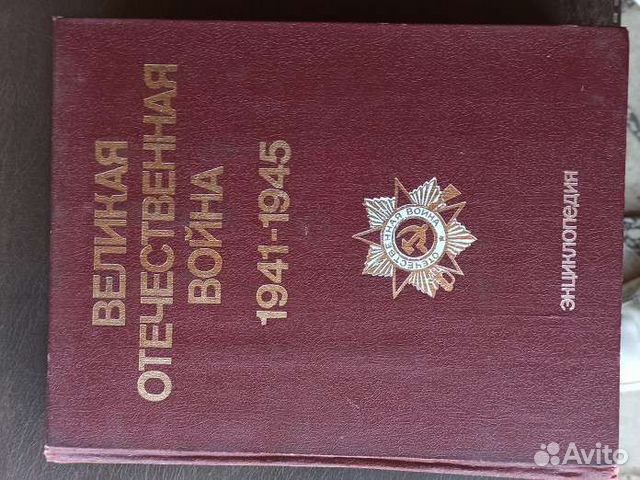 ВЕЛИКАЯ
ОТЕЧЕСТВЕННАЯ
ВОЙНА
1941-1945
ОТЕЧЕСТВЕННАЯ ВОЙНА
ЭНЦИКЛОПЕДИЯ
Avito